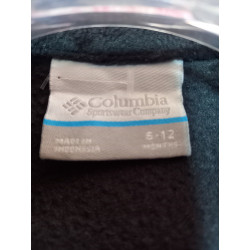 Columbia
Sportswear Company
MADE IN
INDONESIA
6-12
MONTHS